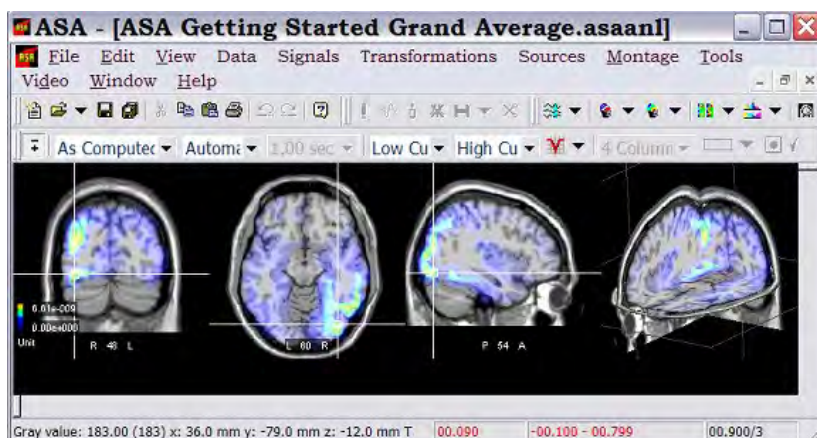 ASA - [ASA Getting Started Grand Average.asaanl]
File Edit View Data Signals Transformations Sources Montage Tools
Video Window Help
As Computec Automa 1,00 sec Low Cu High Cu 4 Column
6.61e-009
0.00e+000
Unit
R 48 L
L 60 R
P 54 A
Gray value: 183.00 (183) x: 36.0 mm y: -79.0 mm z: -12.0 mm T 00.090 -00.100 - 00.799 00.900/3